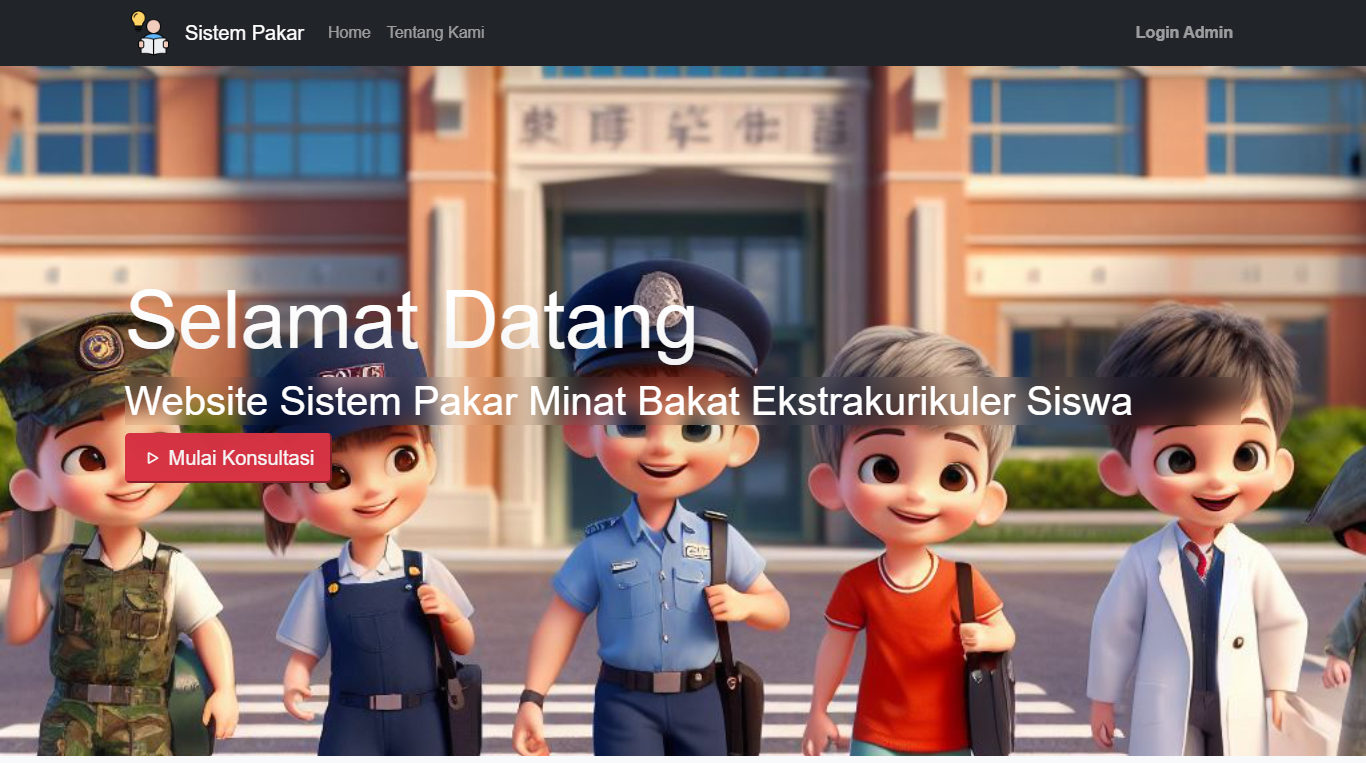 Sistem Pakar Home Tentang Kami Login Admin
Selamat Datang
Website Sistem Pakar Minat Bakat Ekstrakurikuler Siswa
Mulai Konsultasi